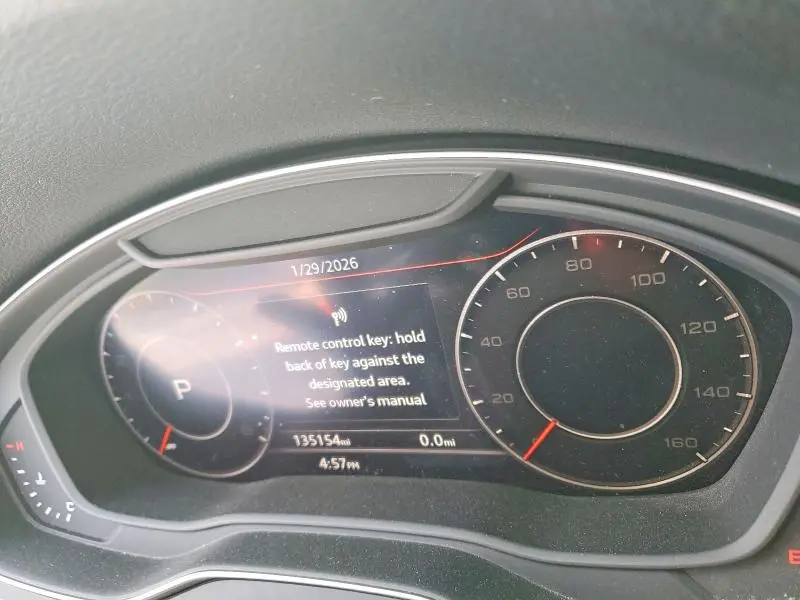 1/29/2026
Remote control key: hold
back of key against the
designated area.
See owner's manual
P
135154mi
0.0mi
4:57PM
20
40
60
80
100
120
140
160
H
C
E